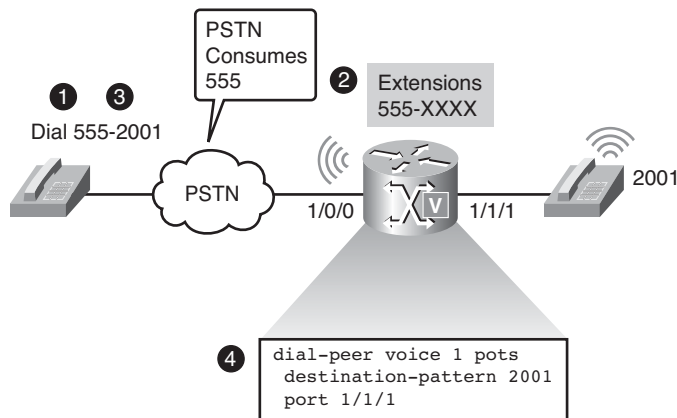 PSTN
Consumes
555
1
3
2
Extensions
555-XXXX
Dial 555-2001
PSTN
1/0/0
V
1/1/1
2001
4
dial-peer voice 1 pots
destination-pattern 2001
port 1/1/1